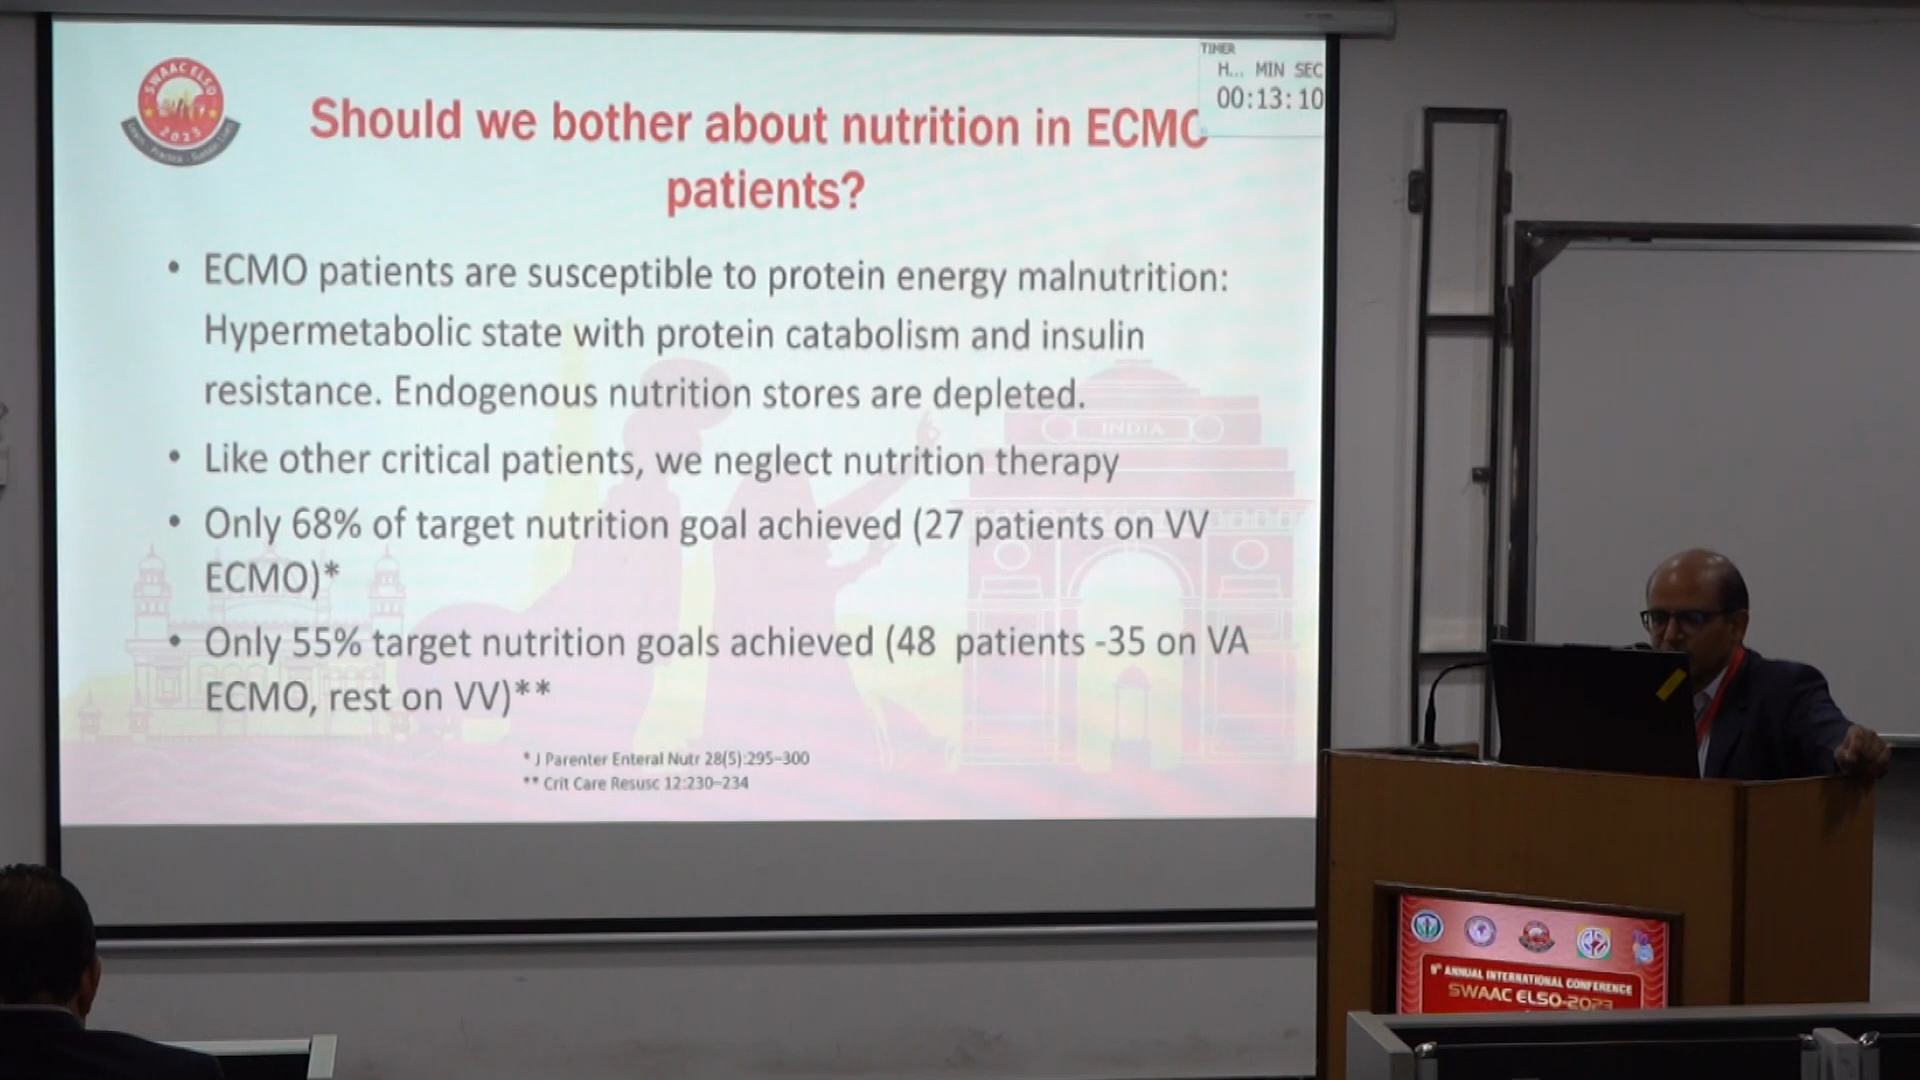 SWAAC ELSO
2023
TIMER
H... MIN SEC
00:13:10
Should we bother about nutrition in ECMO
patients?
• ECMO patients are susceptible to protein energy malnutrition:
Hypermetabolic state with protein catabolism and insulin
resistance. Endogenous nutrition stores are depleted.
• Like other critical patients, we neglect nutrition therapy
• Only 68% of target nutrition goal achieved (27 patients on VV
ECMO)*
• Only 55% target nutrition goals achieved (48 patients -35 on VA
ECMO, rest on VV)**
INDIA
* J Parenter Enteral Nutr 28(5):295–300
** Crit Care Resusc 12:230–234
9th ANNUAL INTERNATIONAL CONFERENCE
SWAAC ELSO-2023